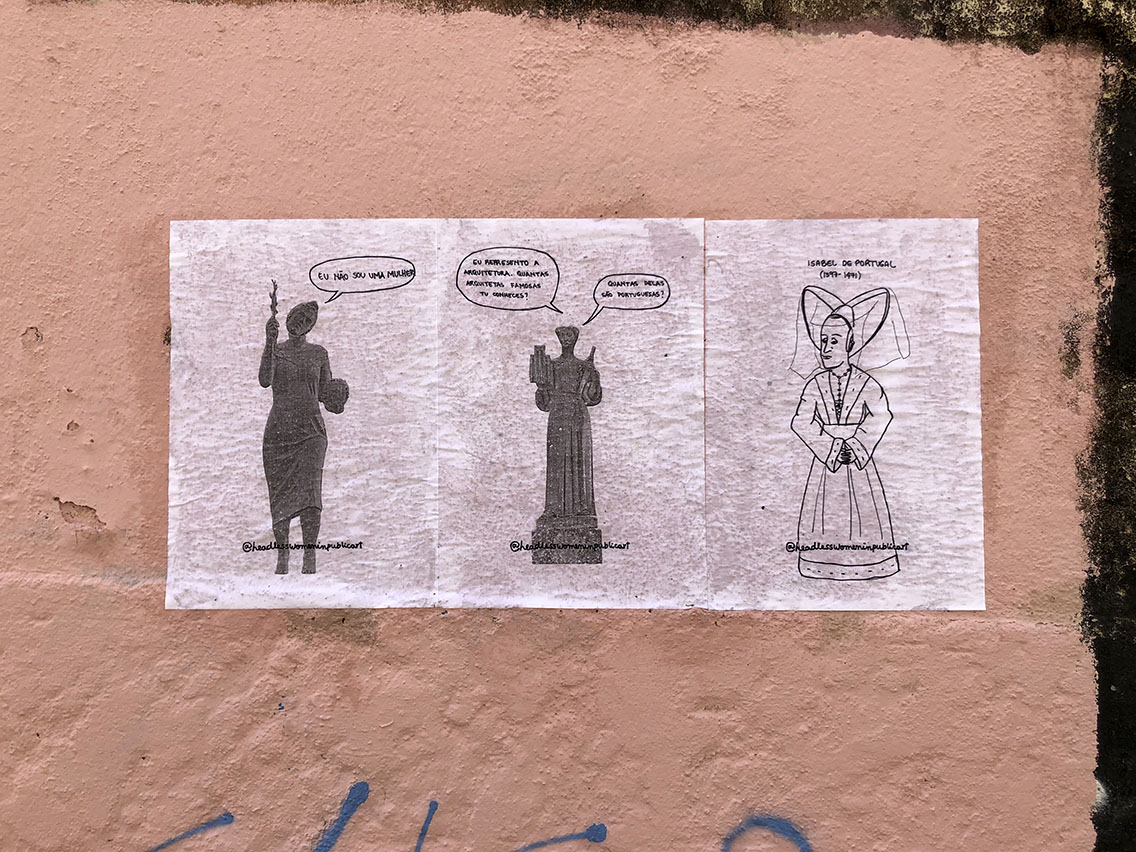 EU NÃO SOU UMA MULHER
@headlesswomeninpublicart
EU REPRESENTO A
ARQUITETURA. QUANTAS
ARQUITETAS FAMOSAS
TU CONHECES?
QUANTAS DELAS
SÃO PORTUGUESAS?
@headlesswomeninpublicart
ISABEL DE PORTUGAL
(1397-1471)
@headlesswomeninpublicart